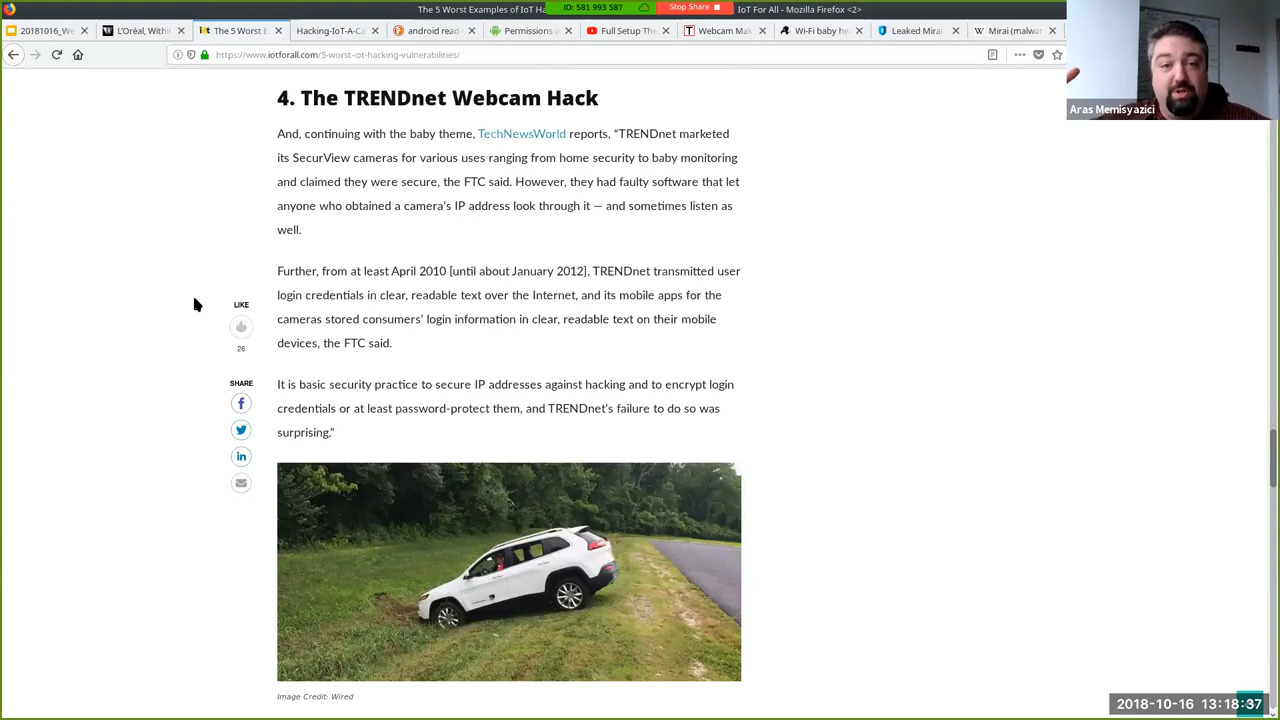 The 5 Worst Examples of IoT Ha
ID: 581 993 587
Stop Share
IoT For All - Mozilla Firefox <2>
20181016_We
L'Oréal, Withi
The 5 Worst E
Hacking-IoT-A-Ca
android read
Permissions o
Full Setup The
Webcam Mak
Wi-Fi baby he
Leaked Mirai
Mirai (malwar
https://www.iotforall.com/5-worst-iot-hacking-vulnerabilities/
Aras Memisyazici
4. The TRENDnet Webcam Hack
And, continuing with the baby theme, TechNewsWorld reports, “TRENDnet marketed
its SecurView cameras for various uses ranging from home security to baby monitoring
and claimed they were secure, the FTC said. However, they had faulty software that let
anyone who obtained a camera’s IP address look through it — and sometimes listen as
well.
Further, from at least April 2010 [until about January 2012], TRENDnet transmitted user
login credentials in clear, readable text over the Internet, and its mobile apps for the
cameras stored consumers’ login information in clear, readable text on their mobile
devices, the FTC said.
It is basic security practice to secure IP addresses against hacking and to encrypt login
credentials or at least password-protect them, and TRENDnet’s failure to do so was
surprising.”
LIKE
26
SHARE
Image Credit: Wired
2018-10-16 13:18:37